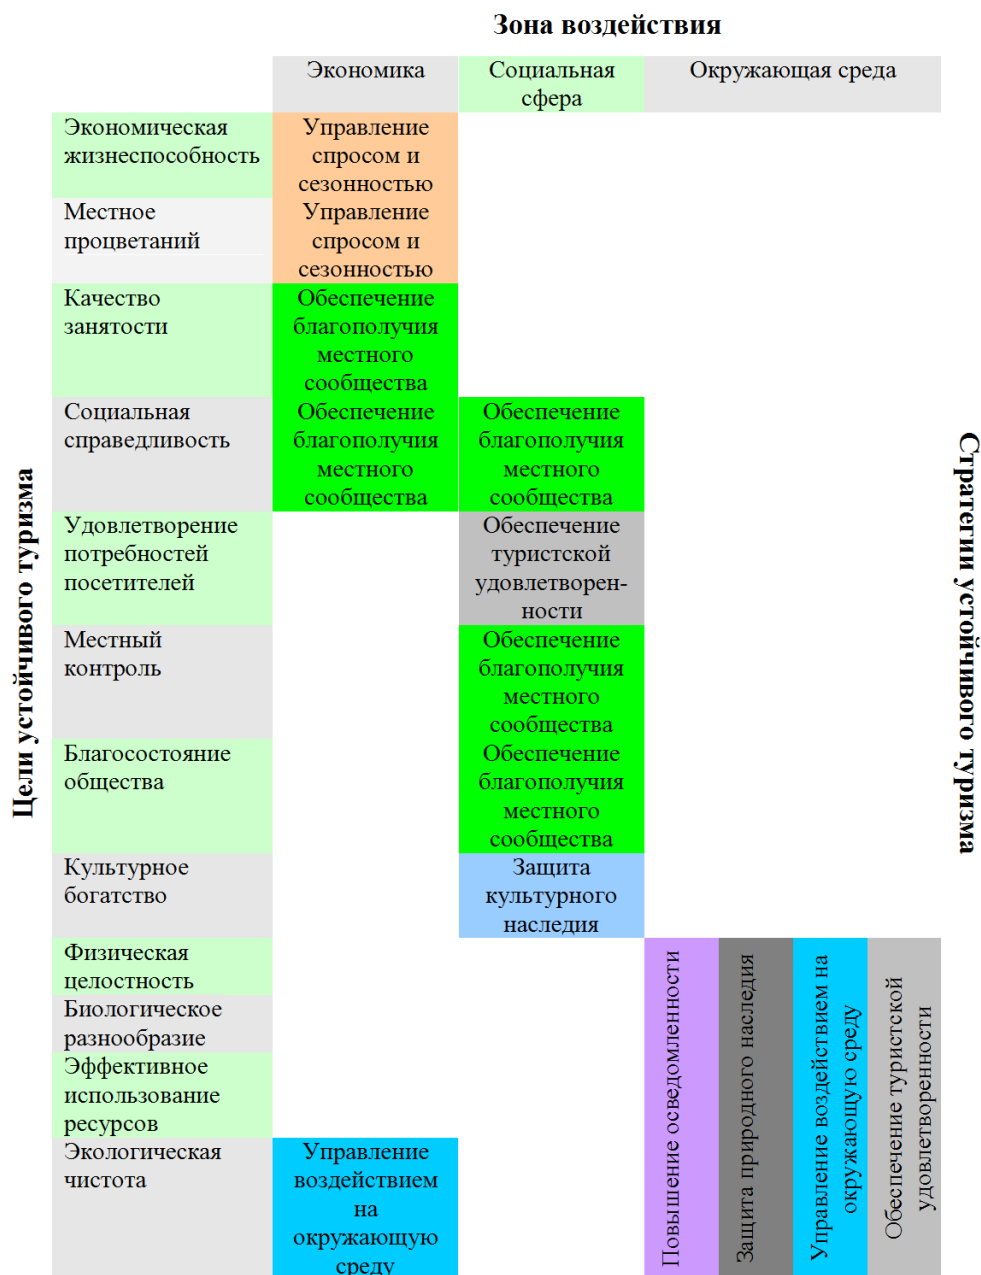 Зона воздействия
Экономика
Социальная
сфера
Окружающая среда
Цели устойчивого туризма
Экономическая
жизнеспособность
Управление
спросом и
сезонностью
Местное
процветаний
Управление
спросом и
сезонностью
Качество
занятости
Обеспечение
благополучия
местного
сообщества
Социальная
справедливость
Обеспечение
благополучия
местного
сообщества
Обеспечение
благополучия
местного
сообщества
Удовлетворение
потребностей
посетителей
Обеспечение
туристской
удовлетворен-
ности
Местный
контроль
Обеспечение
благополучия
местного
сообщества
Благосостояние
общества
Обеспечение
благополучия
местного
сообщества
Культурное
богатство
Защита
культурного
наследия
Физическая
целостность
Биологическое
разнообразие
Эффективное
использование
ресурсов
Экологическая
чистота
Управление
воздействием
на
окружающую
среду
Повышение осведомленности
Защита природного наследия
Управление воздействием на
окружающую среду
Обеспечение туристской
удовлетворенности
Стратегии устойчивого туризма